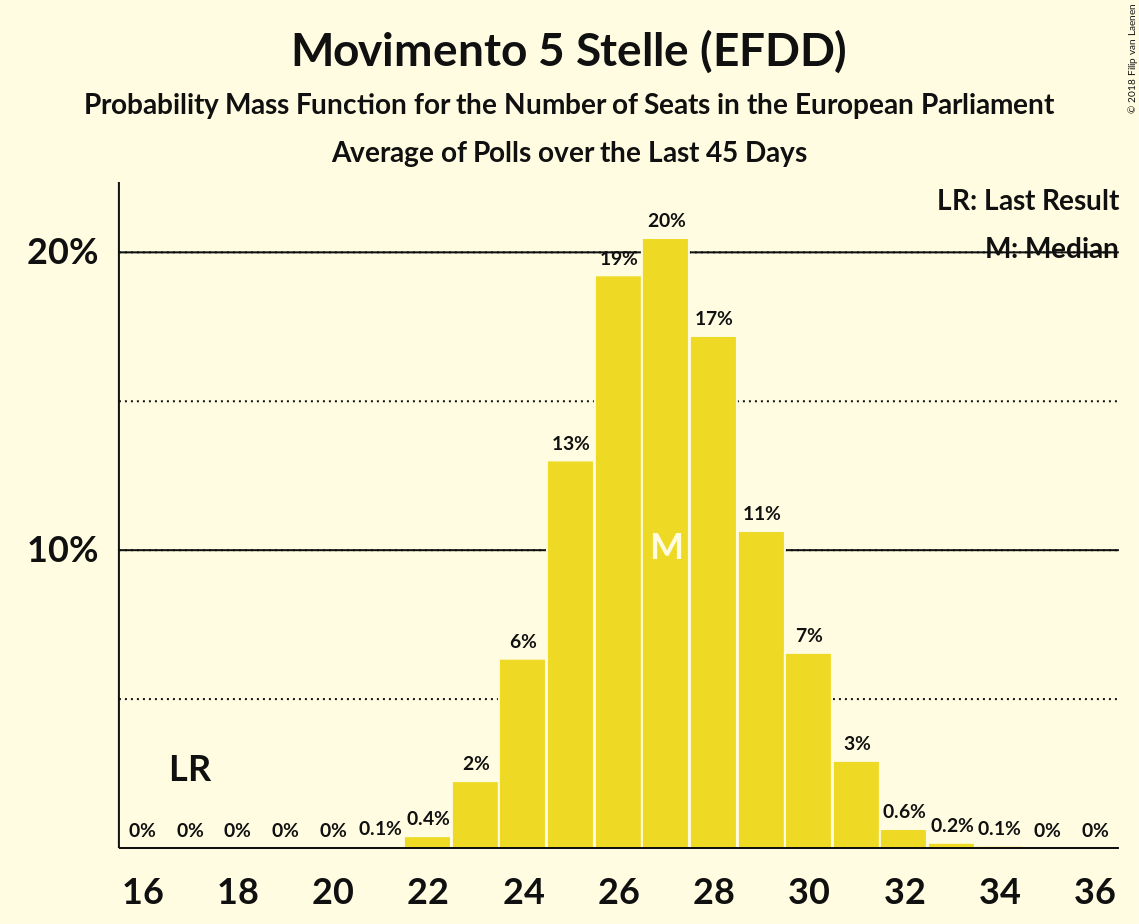 Movimento 5 Stelle (EFDD)
Probability Mass Function for the Number of Seats in the European Parliament
Average of Polls over the Last 45 Days
© 2018 Filip van Laenen
LR: Last Result
M: Median
20%
10%
0% 0% 0% 0% 0% 0.1% 0.4% 2% 6% 13% 19% 20% 17% 11% 7% 3% 0.6% 0.2% 0.1% 0% 0%
LR
M
16 18 20 22 24 26 28 30 32 34 36